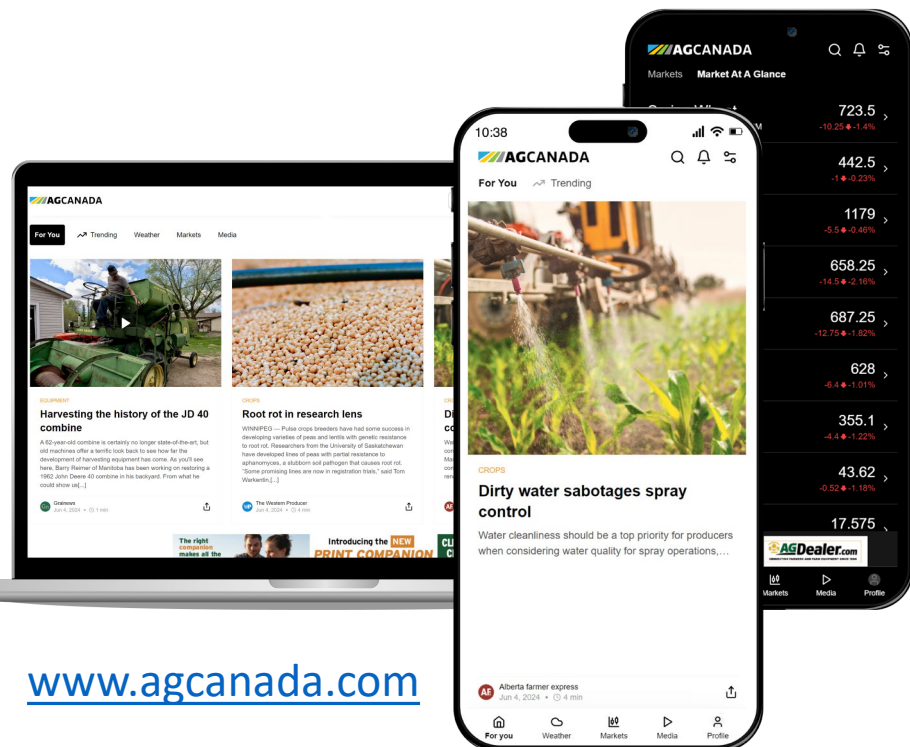 AGCANADA
For You Trending Weather Markets Media
EQUIPMENT
Harvesting the history of the JD 40
combine
A 62-year-old combine is certainly no longer state-of-the-art, but
old machines offer a terrific look back to see how far the
development of harvesting equipment has come. As you'll see
here, Barry Reimer of Manitoba has been working on restoring a
1962 John Deere 40 combine in his backyard. From what he
could show us[...]
Grainews
Jun 4, 2024 • 1 min
CROPS
Root rot in research lens
WINNIPEG — Pulse crops breeders have had some success in
developing varieties of peas and lentils with genetic resistance
to root rot. Researchers from the University of Saskatchewan
have developed lines of peas with partial resistance to
aphanomyces, a stubborn soil pathogen that causes root rot.
"Some promising lines are now in registration trials," said Tom
Warkentin,[...]
WP
The Western Producer
Jun 4, 2024 • 4 min
The right
companion
makes all the
Introducing the NEW
PRINT COMPANION
10:38
AGCANADA
For You Trending
CROPS
Dirty water sabotages spray
control
Water cleanliness should be a top priority for producers
when considering water quality for spray operations,…
AF
Alberta farmer express
Jun 4, 2024 • 4 min
For you Weather Markets Media Profile
AGCANADA
Markets Market At A Glance
723.5
-10.25 -1.4%
442.5
-1 -0.23%
1179
-5.5 -0.46%
658.25
-14.5 -2.16%
687.25
-12.75 -1.82%
628
-6.4 -1.01%
355.1
-4.4 -1.22%
43.62
-0.52 -1.18%
17.575
AGDealer.com
Markets Media Profile
www.agcanada.com